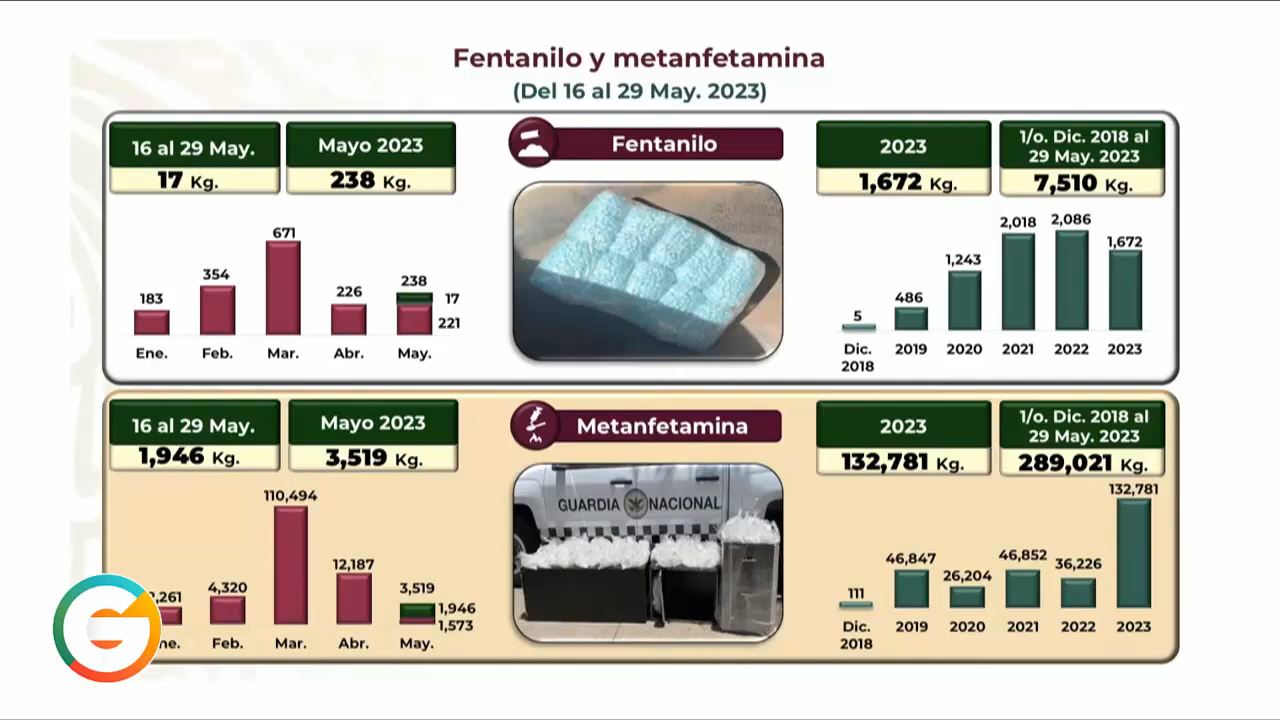 Fentanilo y metanfetamina
(Del 16 al 29 May. 2023)
16 al 29 May.
17 Kg.
Mayo 2023
238 Kg.
Fentanilo
2023
1,672 Kg.
1/o. Dic. 2018 al
29 May. 2023
7,510 Kg.
183
354
671
226
238
17
221
Ene.
Feb.
Mar.
Abr.
May.
5
486
1,243
2,018
2,086
1,672
Dic.
2018
2019
2020
2021
2022
2023
16 al 29 May.
1,946 Kg.
Mayo 2023
3,519 Kg.
Metanfetamina
GUARDIA NACIONAL
2023
132,781 Kg.
1/o. Dic. 2018 al
29 May. 2023
289,021 Kg.
,261
4,320
110,494
12,187
3,519
1,946
1,573
ne.
Feb.
Mar.
Abr.
May.
111
46,847
26,204
46,852
36,226
132,781
Dic.
2018
2019
2020
2021
2022
2023
G